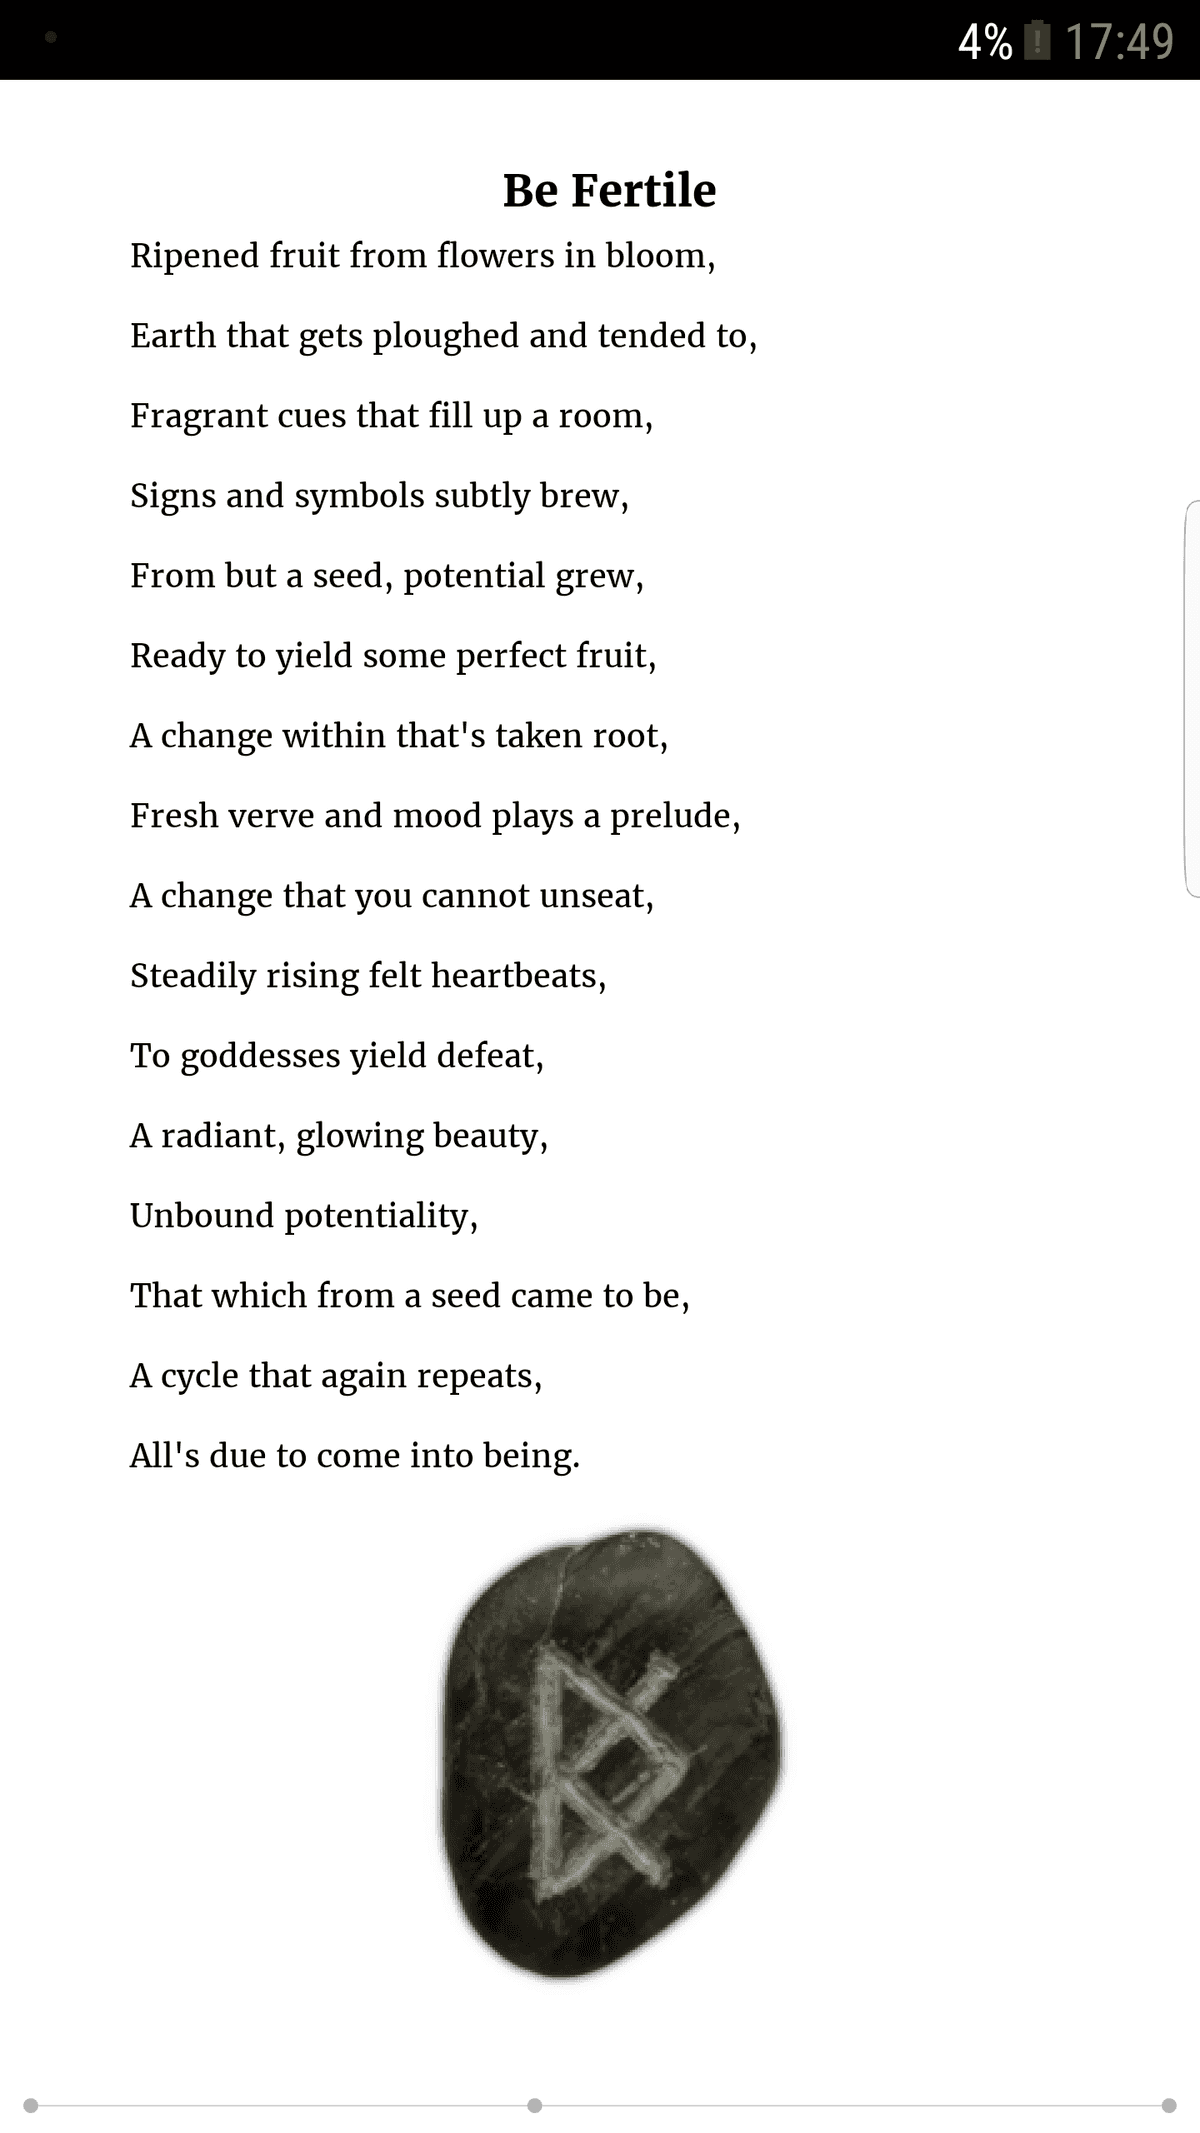 4% 17:49
Be Fertile
Ripened fruit from flowers in bloom,
Earth that gets ploughed and tended to,
Fragrant cues that fill up a room,
Signs and symbols subtly brew,
From but a seed, potential grew,
Ready to yield some perfect fruit,
A change within that's taken root,
Fresh verve and mood plays a prelude,
A change that you cannot unseat,
Steadily rising felt heartbeats,
To goddesses yield defeat,
A radiant, glowing beauty,
Unbound potentiality,
That which from a seed came to be,
A cycle that again repeats,
All's due to come into being.